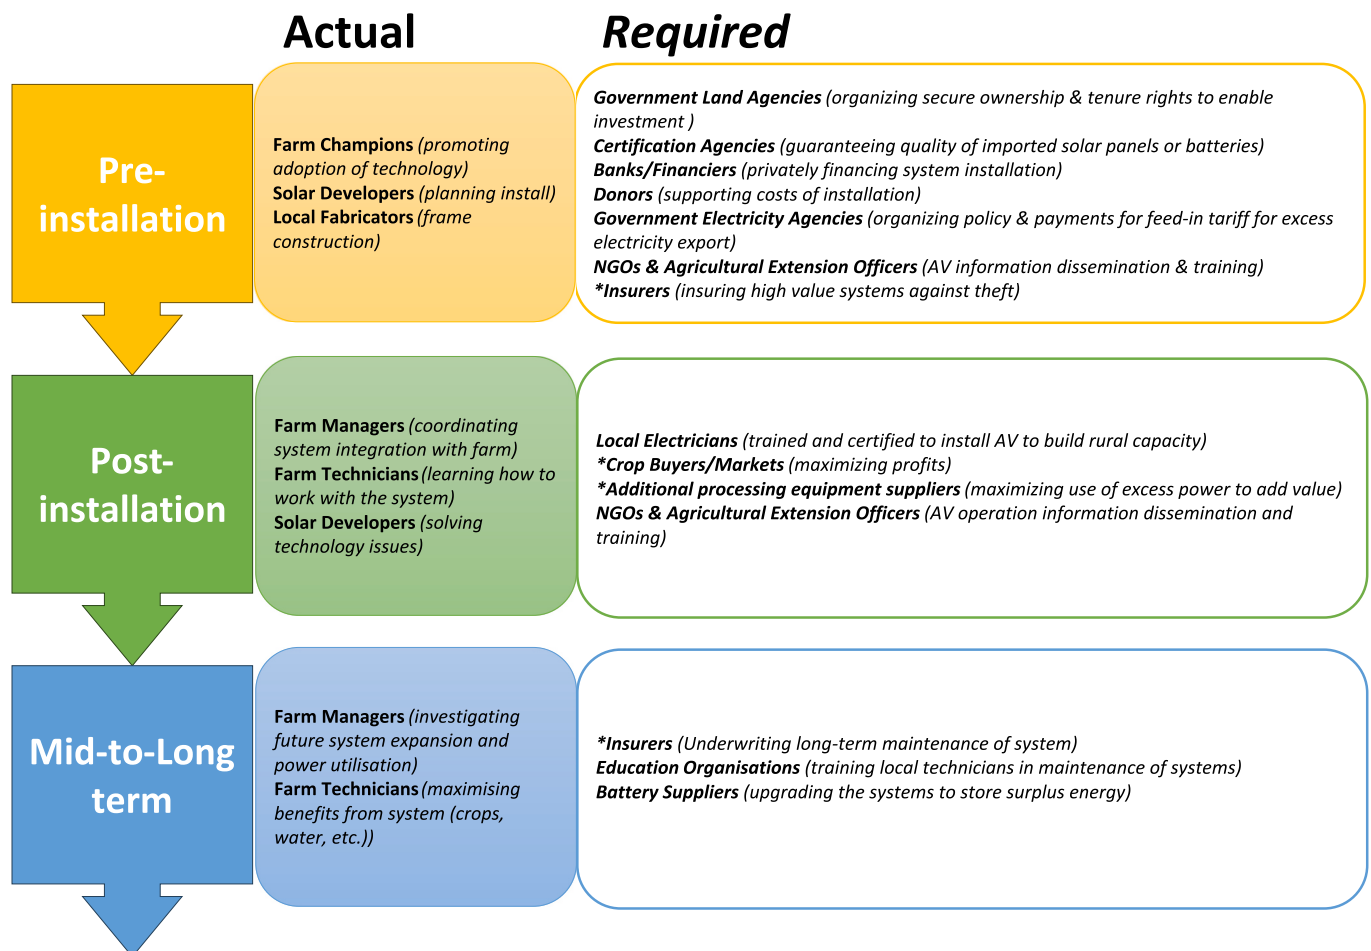 Actual
Required
Pre-
installation
Farm Champions (promoting
adoption of technology)
Solar Developers (planning install)
Local Fabricators (frame
construction)
Government Land Agencies (organizing secure ownership & tenure rights to enable
investment )
Certification Agencies (guaranteeing quality of imported solar panels or batteries)
Banks/Financiers (privately financing system installation)
Donors (supporting costs of installation)
Government Electricity Agencies (organizing policy & payments for feed-in tariff for excess
electricity export)
NGOs & Agricultural Extension Officers (AV information dissemination & training)
*Insurers (insuring high value systems against theft)
Post-
installation
Farm Managers (coordinating
system integration with farm)
Farm Technicians (learning how to
work with the system)
Solar Developers (solving
technology issues)
Local Electricians (trained and certified to install AV to build rural capacity)
*Crop Buyers/Markets (maximizing profits)
*Additional processing equipment suppliers (maximizing use of excess power to add value)
NGOs & Agricultural Extension Officers (AV operation information dissemination and
training)
Mid-to-Long
term
Farm Managers (investigating
future system expansion and
power utilisation)
Farm Technicians (maximising
benefits from system (crops,
water, etc.))
*Insurers (Underwriting long-term maintenance of system)
Education Organisations (training local technicians in maintenance of systems)
Battery Suppliers (upgrading the systems to store surplus energy)